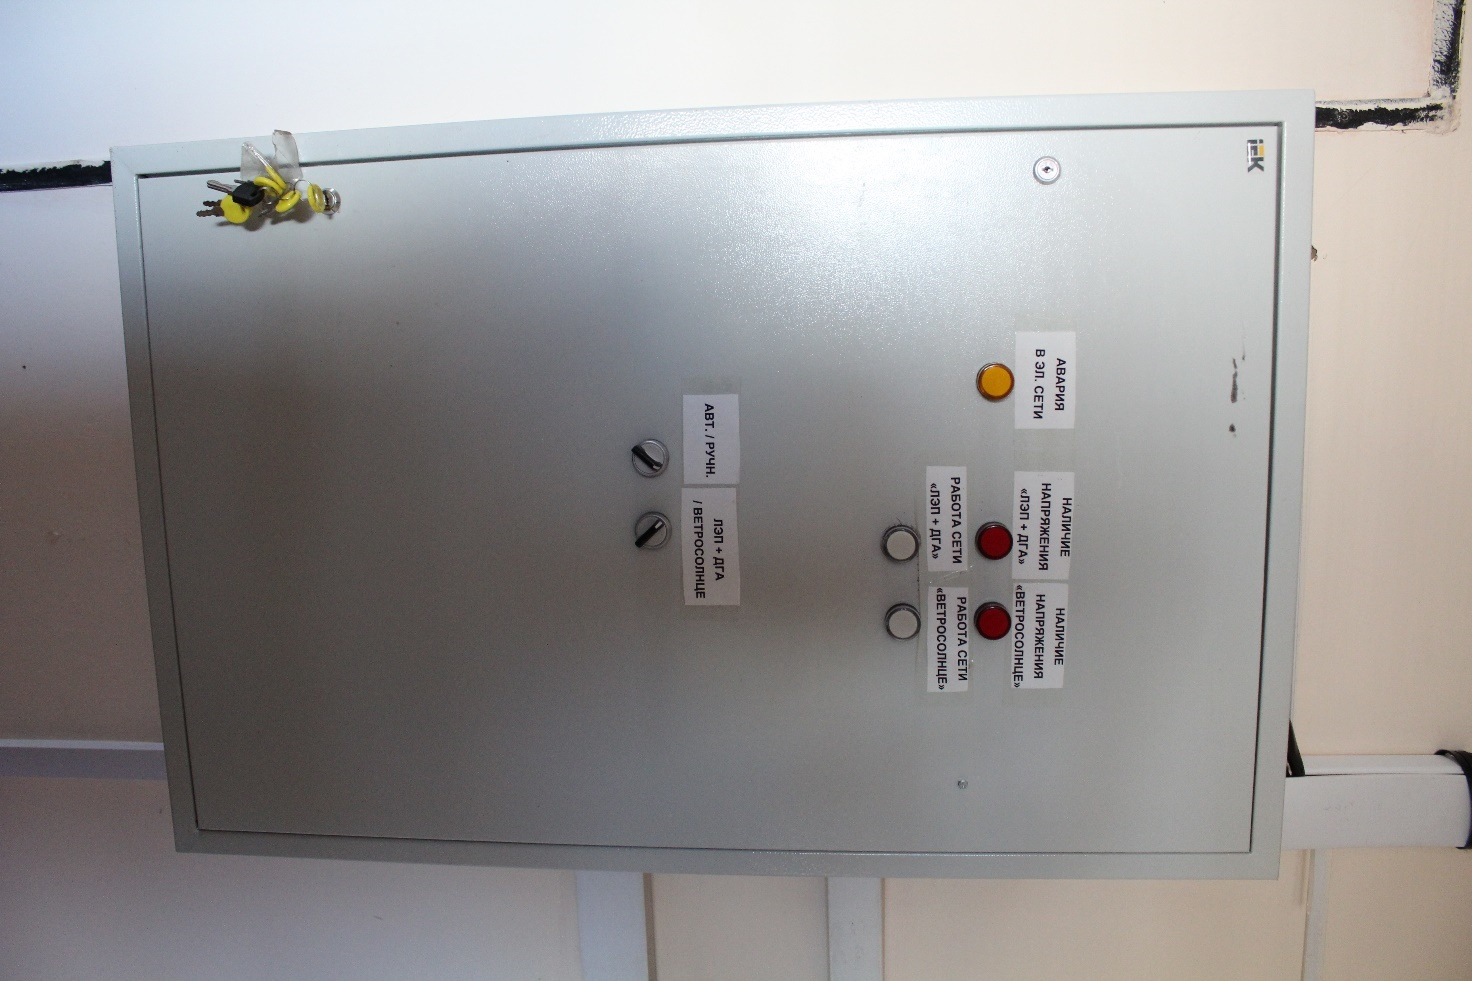 iEK
АВАРИЯ
В ЭЛ. СЕТИ
НАЛИЧИЕ
НАПРЯЖЕНИЯ
«ЛЭП + ДГА»
НАЛИЧИЕ
НАПРЯЖЕНИЯ
«ВЕТРОСОЛНЦЕ»
РАБОТА СЕТИ
«ЛЭП + ДГА»
РАБОТА СЕТИ
«ВЕТРОСОЛНЦЕ»
АВТ. / РУЧН.
ЛЭП + ДГА
/ ВЕТРОСОЛНЦЕ